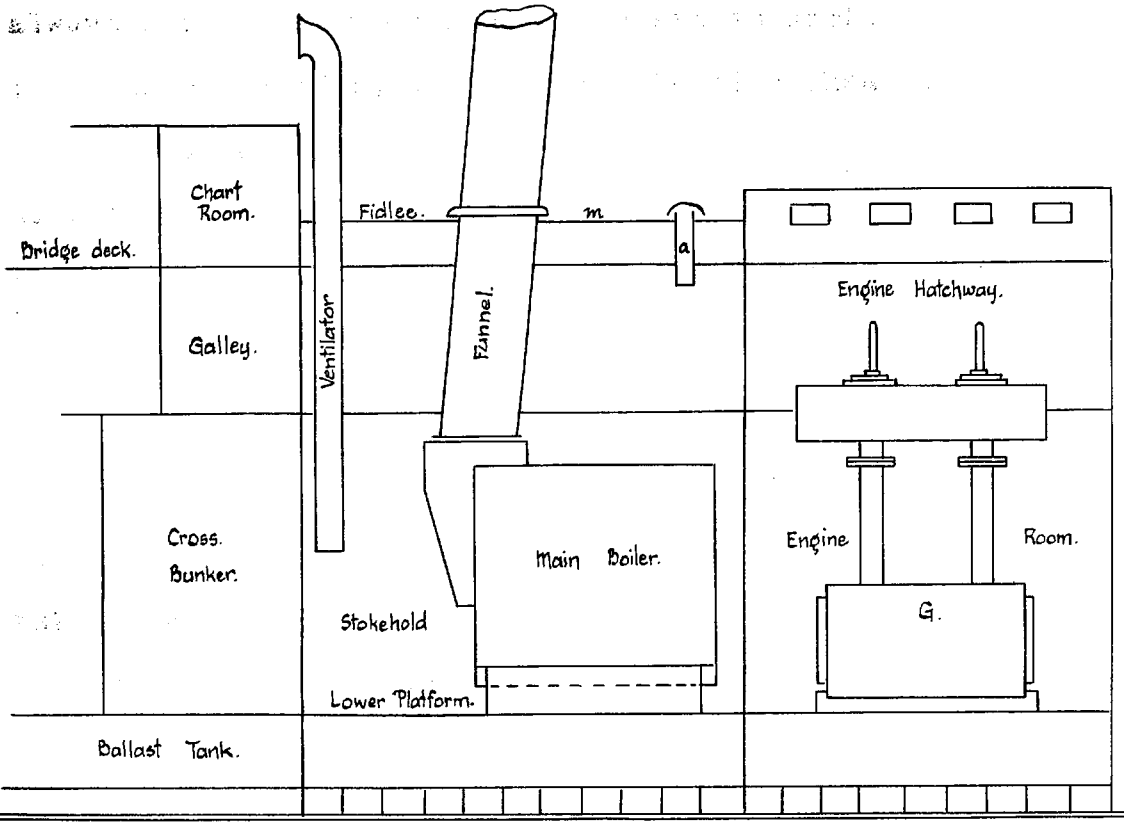 Chart
Room.
Fidlee.
m
Bridge deck.
a
Engine Hatchway.
Galley.
Ventilator
Funnel.
Cross.
Bunker.
Main Boiler.
Engine Room.
G.
Stokehold
Lower Platform.
Ballast Tank.